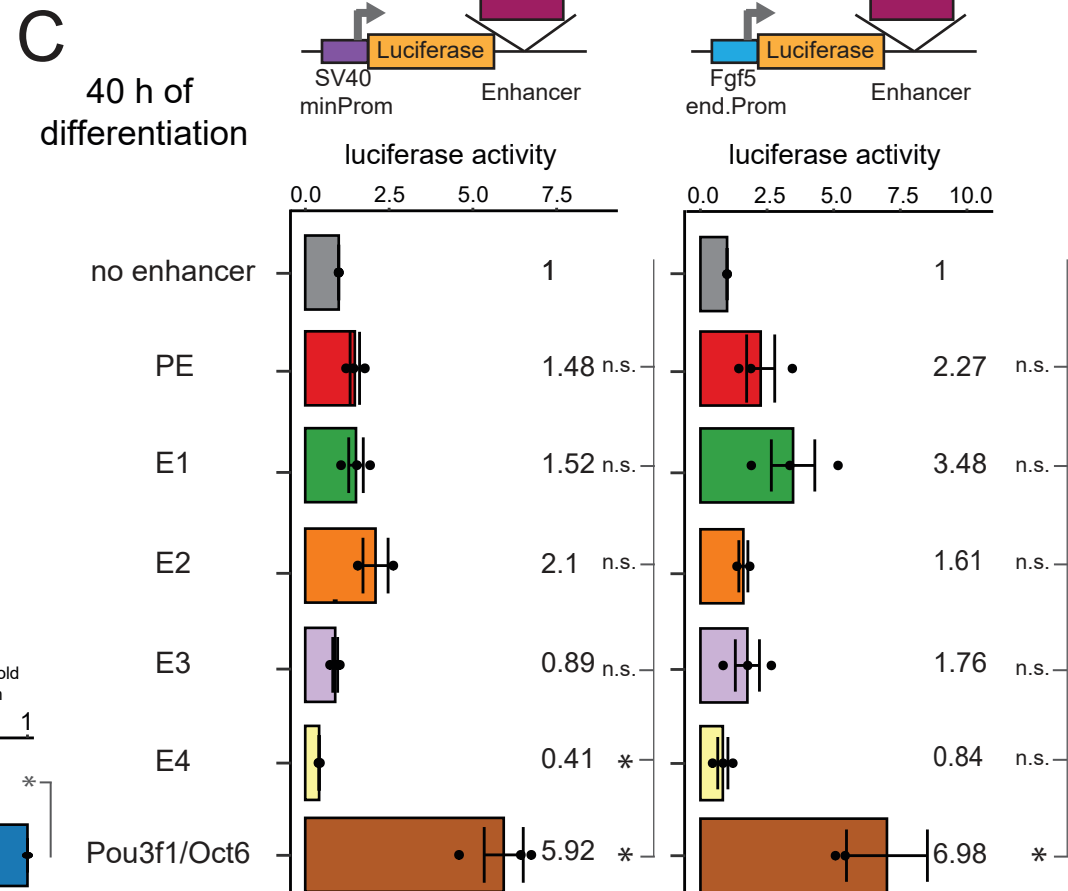 C
40 h of
differentiation
Luciferase
SV40
minProm
Enhancer
Luciferase
Fgf5
end.Prom
Enhancer
luciferase activity
0.0 2.5 5.0 7.5
luciferase activity
0.0 2.5 5.0 7.5 10.0
no enhancer 1 1
PE 1.48 n.s. 2.27 n.s.
E1 1.52 n.s. 3.48 n.s.
E2 2.1 n.s. 1.61 n.s.
E3 0.89 n.s. 1.76 n.s.
E4 0.41 * 0.84 n.s.
Pou3f1/Oct6 5.92 * 6.98 *
1
*